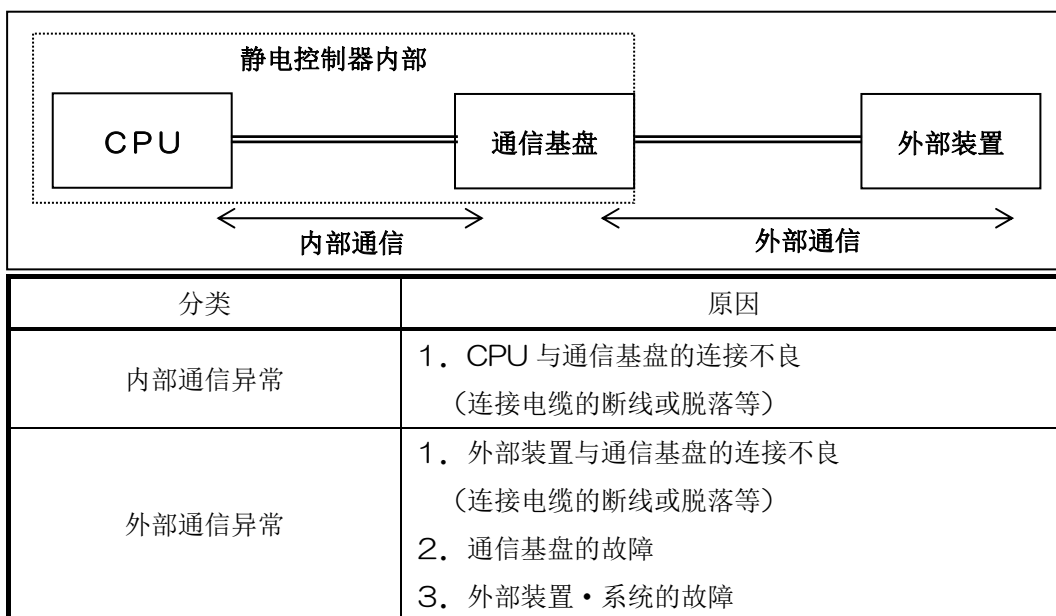 静电控制器内部
CPU
通信基盘
外部装置
内部通信
外部通信
分类
原因
内部通信异常
1．CPU 与通信基盘的连接不良
（连接电缆的断线或脱落等）
外部通信异常
1．外部装置与通信基盘的连接不良
（连接电缆的断线或脱落等）
2．通信基盘的故障
3．外部装置・系统的故障